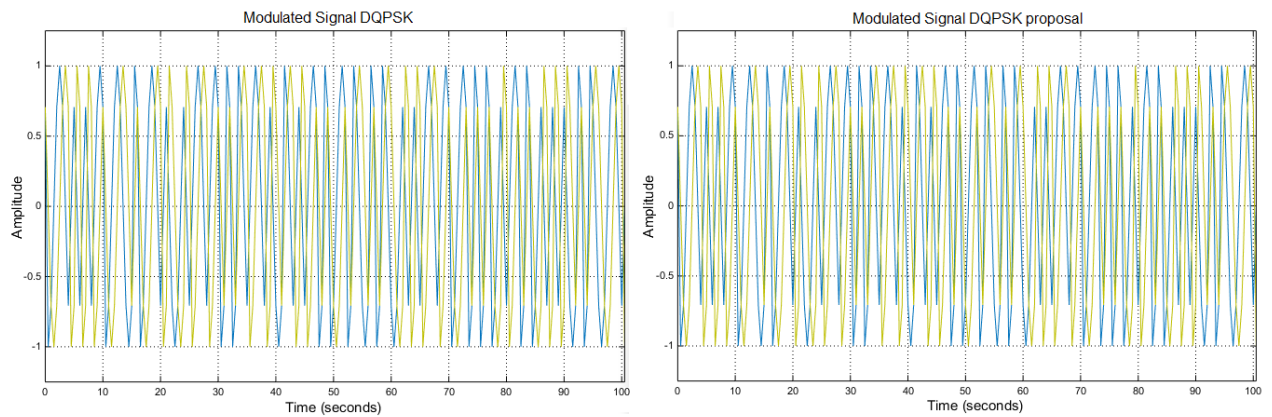 Modulated Signal DQPSK
1
0.5
0
-0.5
-1
Amplitude
0 10 20 30 40 50 60 70 80 90 100
Time (seconds)
Modulated Signal DQPSK proposal
1
0.5
0
-0.5
-1
Amplitude
0 10 20 30 40 50 60 70 80 90 100
Time (seconds)